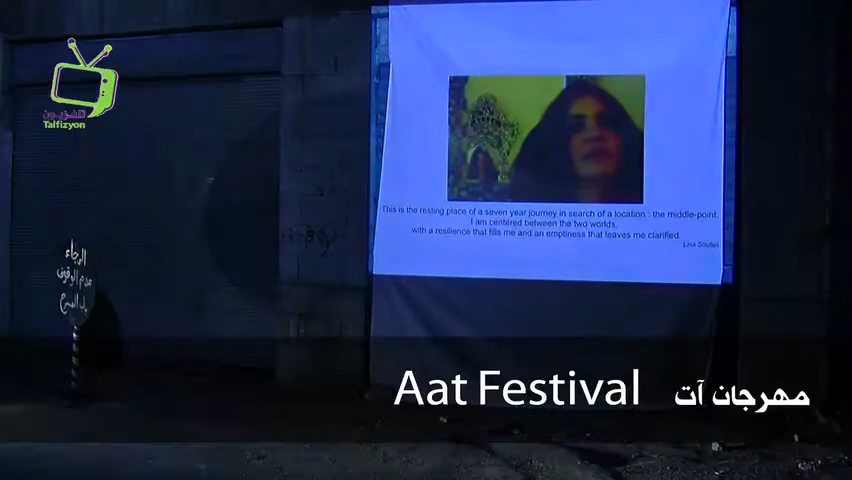 تلفزيون
Talfizyon
This is the resting place of a seven year journey in search of a location : the middle-point.
I am centered between the two worlds,
with a resilience that fills me and an emptiness that leaves me clarified.
Lina Soufan
الرجاء
عدم الوقوف
Aat Festival
مهرجان آت